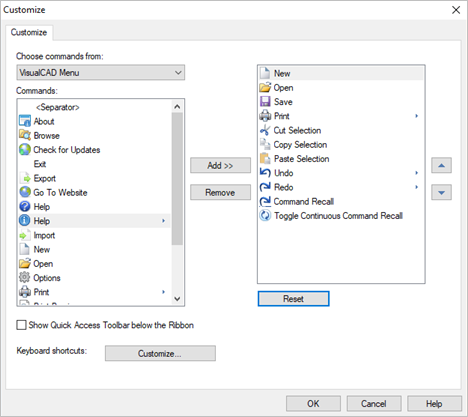 Customize
Customize
Choose commands from:
VisualCAD Menu
Commands:
<Separator>
About
Browse
Check for Updates
Exit
Export
Go To Website
Help
Help
Import
New
Open
Options
Print
Add >>
Remove
New
Open
Save
Print
Cut Selection
Copy Selection
Paste Selection
Undo
Redo
Command Recall
Toggle Continuous Command Recall
Reset
Show Quick Access Toolbar below the Ribbon
Keyboard shortcuts:
Customize...
OK
Cancel
Help